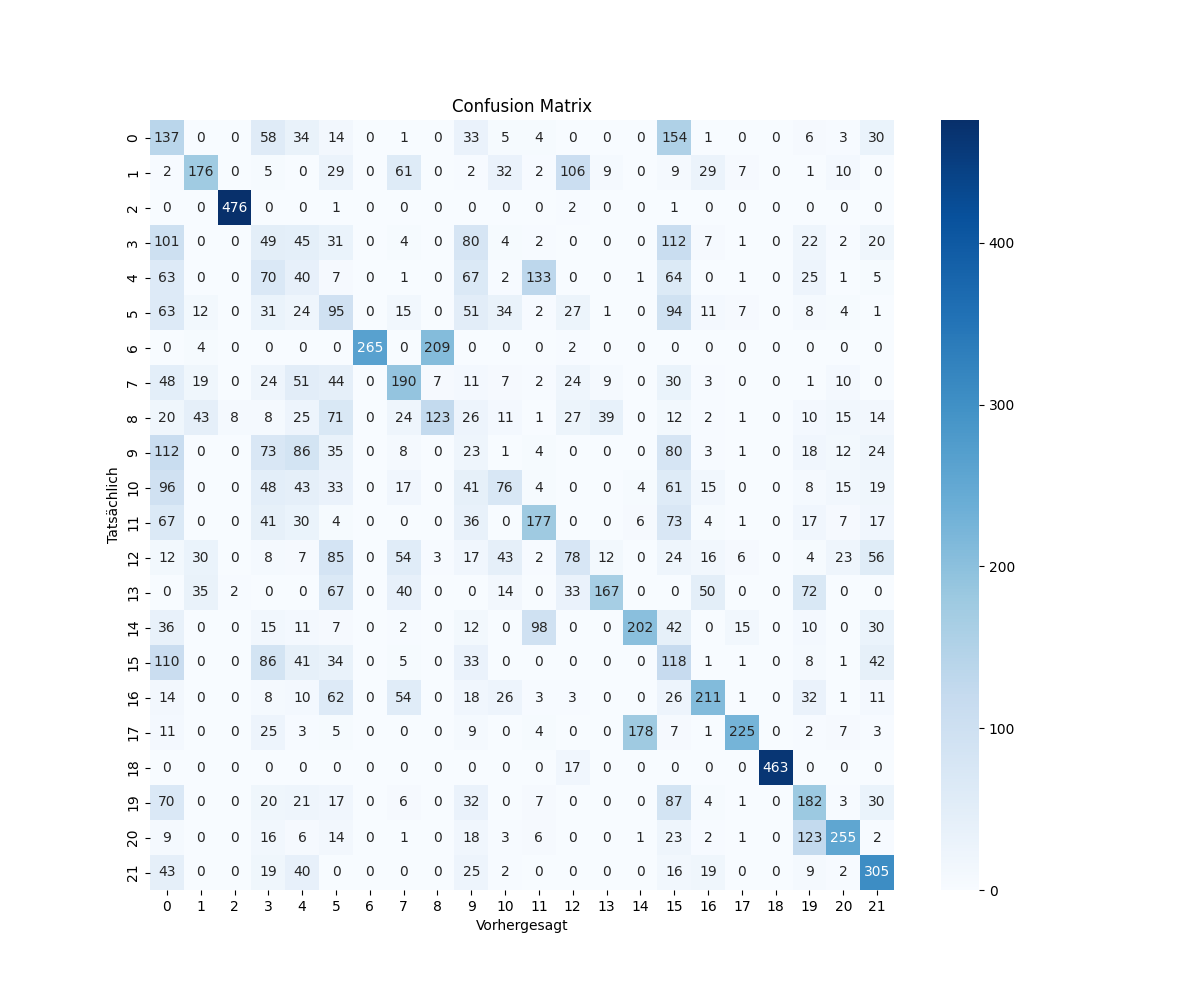 Confusion Matrix
0 137 0 0 58 34 14 0 1 0 33 5 4 0 0 0 154 1 0 0 6 3 30
1 2 176 0 5 0 29 0 61 0 2 32 2 106 9 0 9 29 7 0 1 10 0
2 0 0 476 0 0 1 0 0 0 0 0 0 2 0 0 1 0 0 0 0 0 0
3 101 0 0 49 45 31 0 4 0 80 4 2 0 0 0 112 7 1 0 22 2 20
4 63 0 0 70 40 7 0 1 0 67 2 133 0 0 1 64 0 1 0 25 1 5
5 63 12 0 31 24 95 0 15 0 51 34 2 27 1 0 94 11 7 0 8 4 1
6 0 4 0 0 0 0 265 0 209 0 0 0 2 0 0 0 0 0 0 0 0 0
7 48 19 0 24 51 44 0 190 7 11 7 2 24 9 0 30 3 0 0 1 10 0
8 20 43 8 8 25 71 0 24 123 26 11 1 27 39 0 12 2 1 0 10 15 14
9 112 0 0 73 86 35 0 8 0 23 1 4 0 0 0 80 3 1 0 18 12 24
10 96 0 0 48 43 33 0 17 0 41 76 4 0 0 4 61 15 0 0 8 15 19
11 67 0 0 41 30 4 0 0 0 36 0 177 0 0 6 73 4 1 0 17 7 17
12 12 30 0 8 7 85 0 54 3 17 43 2 78 12 0 24 16 6 0 4 23 56
13 0 35 2 0 0 67 0 40 0 0 14 0 33 167 0 0 50 0 0 72 0 0
14 36 0 0 15 11 7 0 2 0 12 0 98 0 0 202 42 0 15 0 10 0 30
15 110 0 0 86 41 34 0 5 0 33 0 0 0 0 0 118 1 1 0 8 1 42
16 14 0 0 8 10 62 0 54 0 18 26 3 3 0 0 26 211 1 0 32 1 11
17 11 0 0 25 3 5 0 0 0 9 0 4 0 0 178 7 1 225 0 2 7 3
18 0 0 0 0 0 0 0 0 0 0 0 0 17 0 0 0 0 0 463 0 0 0
19 70 0 0 20 21 17 0 6 0 32 0 7 0 0 0 87 4 1 0 182 3 30
20 9 0 0 16 6 14 0 1 0 18 3 6 0 0 1 23 2 1 0 123 255 2
21 43 0 0 19 40 0 0 0 0 25 2 0 0 0 0 16 19 0 0 9 2 305
0 1 2 3 4 5 6 7 8 9 10 11 12 13 14 15 16 17 18 19 20 21
Vorhergesagt
Tatsächlich
400
300
200
100
0